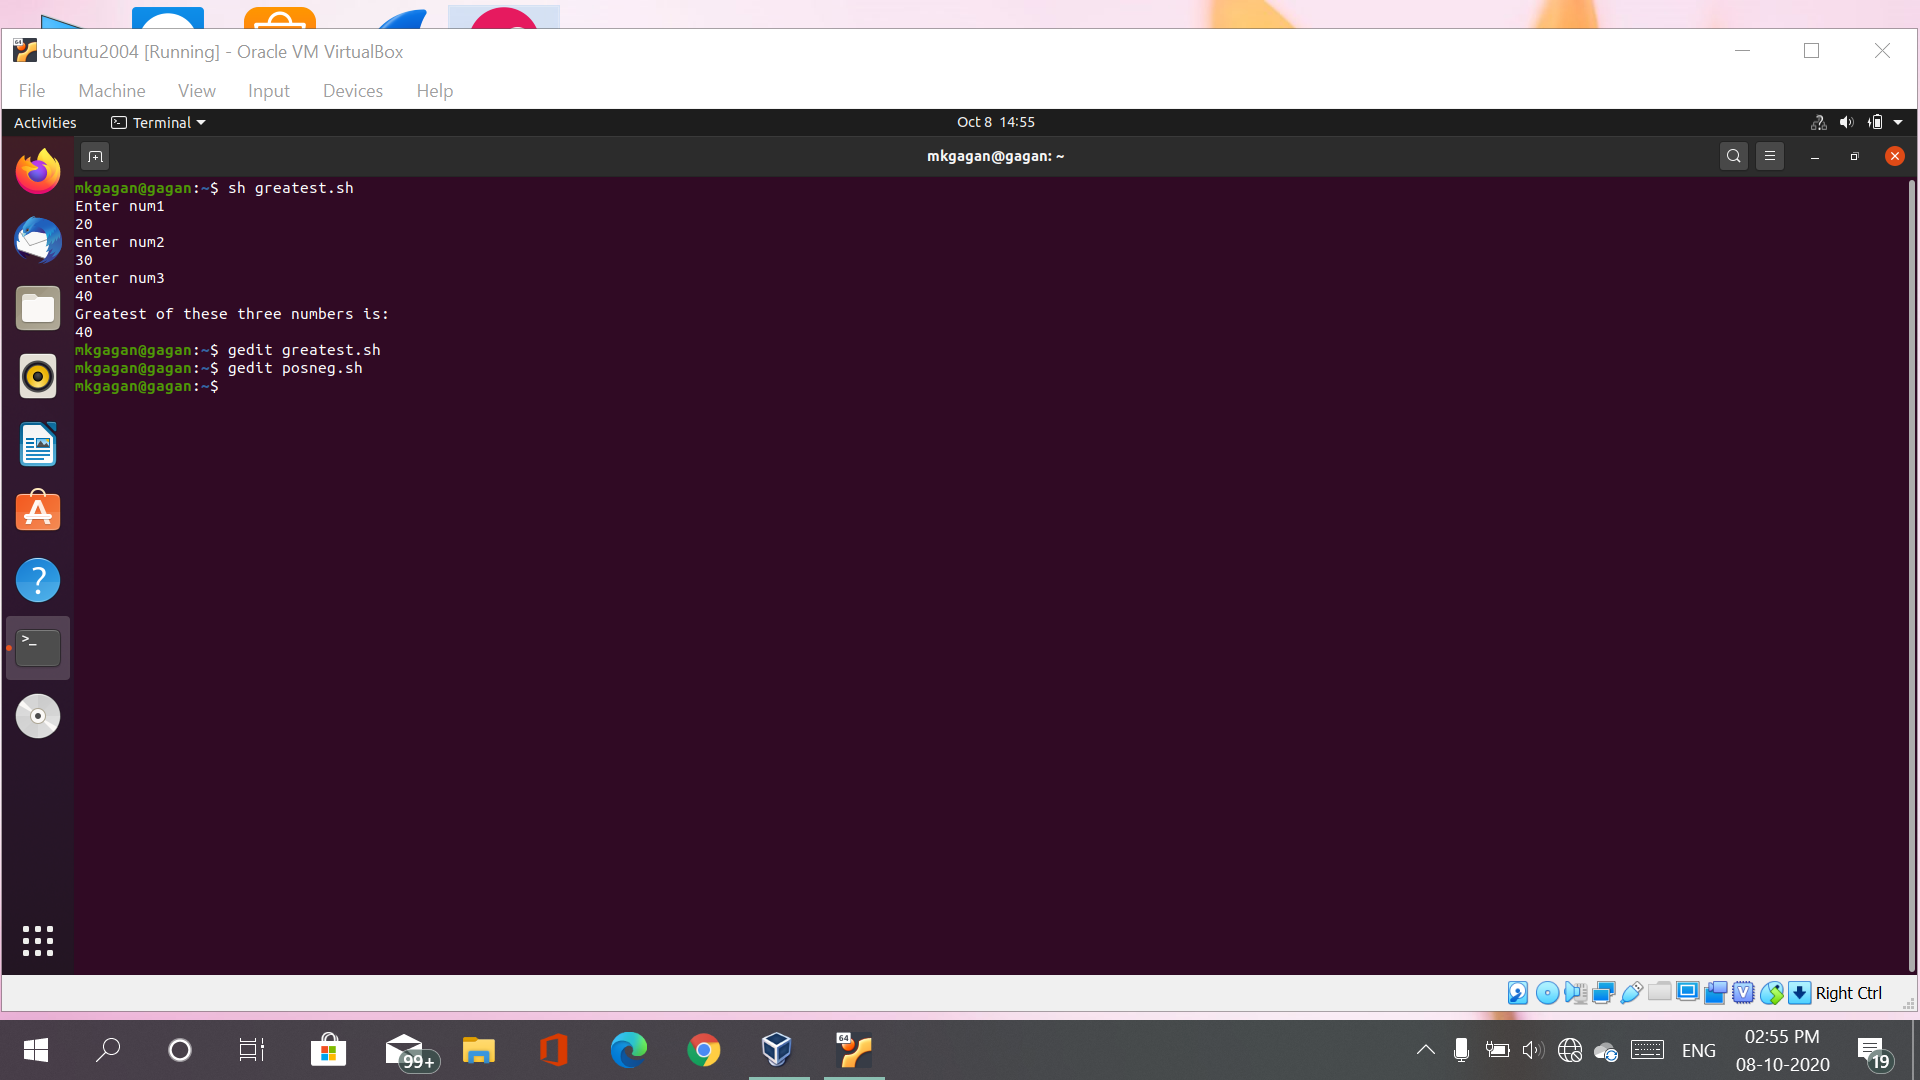 ubuntu2004 [Running] - Oracle VM VirtualBox
File Machine View Input Devices Help
Activities Terminal Oct 8 14:55
mkgagan@gagan: ~
mkgagan@gagan:~$ sh greatest.sh
Enter num1
20
enter num2
30
enter num3
40
Greatest of these three numbers is:
40
mkgagan@gagan:~$ gedit greatest.sh
mkgagan@gagan:~$ gedit posneg.sh
mkgagan@gagan:~$
Right Ctrl
99+
64
ENG
02:55 PM
08-10-2020
19